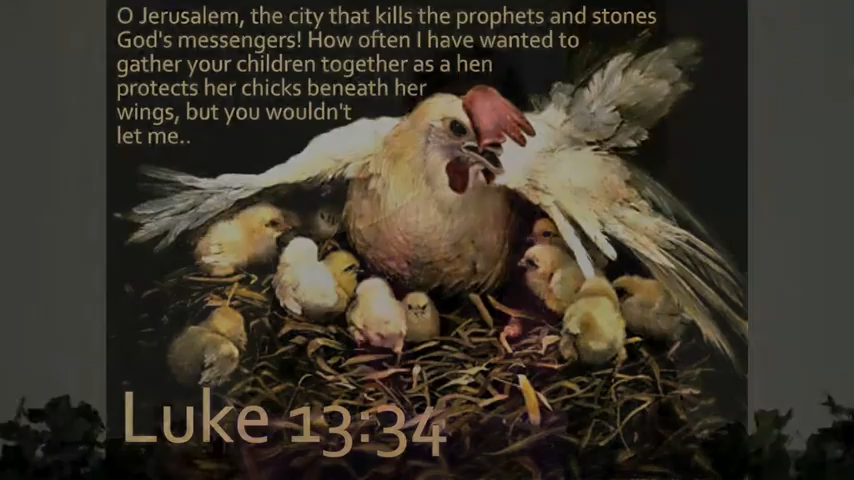 O Jerusalem, the city that kills the prophets and stones
God's messengers! How often I have wanted to
gather your children together as a hen
protects her chicks beneath her
wings, but you wouldn't
let me..
Luke 13:34